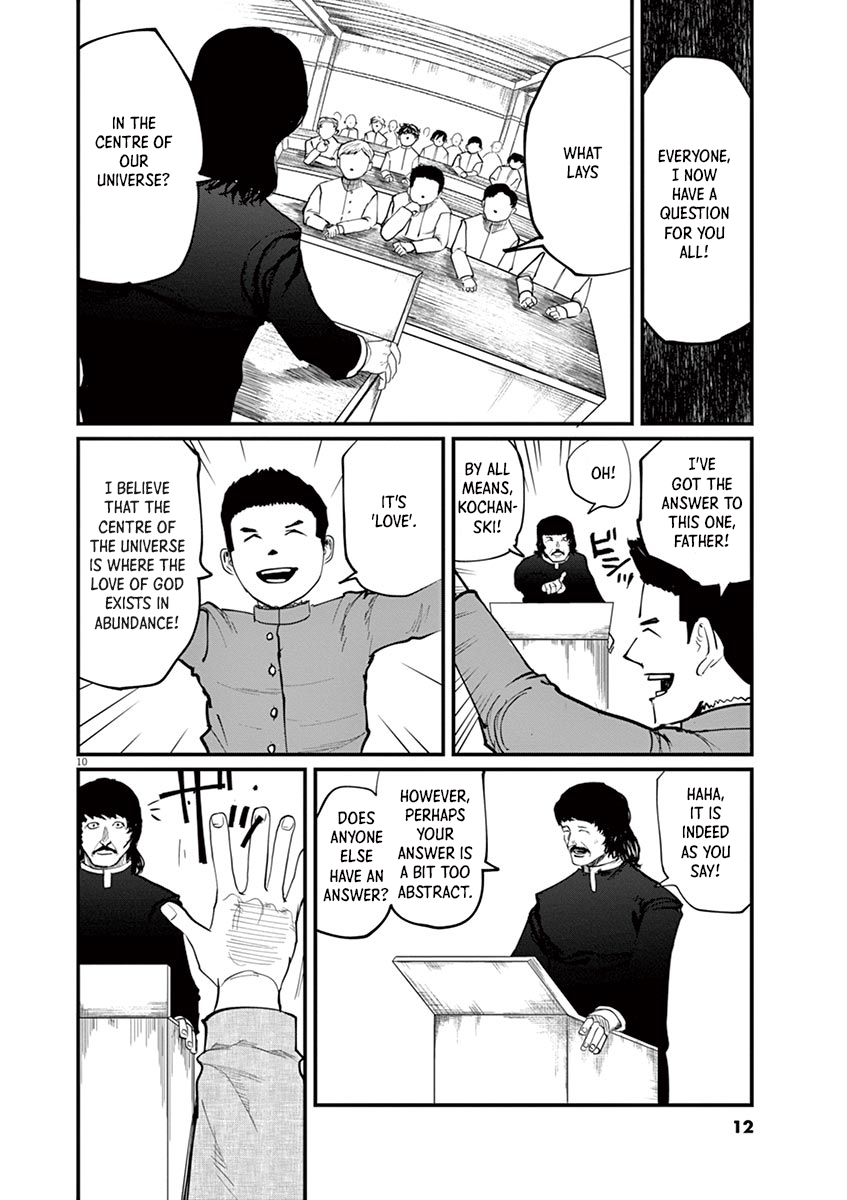 EVERYONE,
I NOW
HAVE A
QUESTION
FOR YOU
ALL!
WHAT
LAYS
IN THE
CENTRE OF
OUR
UNIVERSE?
I'VE
GOT THE
ANSWER TO
THIS ONE,
FATHER!
ビシッ
OH!
BY ALL
MEANS,
KOCHAN-
SKI!
IT'S
'LOVE'.
I BELIEVE
THAT THE
CENTRE OF
THE UNIVERSE
IS WHERE THE
LOVE OF GOD
EXISTS IN
ABUNDANCE!
10
HAHA,
IT IS
INDEED
AS YOU
SAY!
HOWEVER,
PERHAPS
YOUR
ANSWER IS
A BIT TOO
ABSTRACT.
DOES
ANYONE
ELSE
HAVE AN
ANSWER?
12